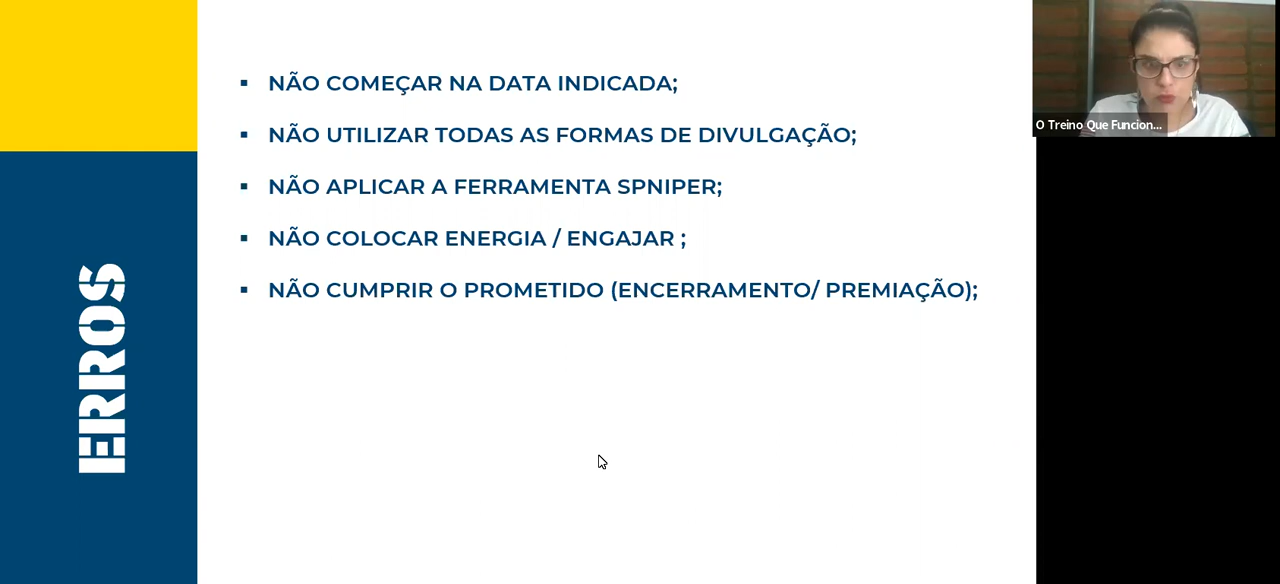 ERROS
▪ NÃO COMEÇAR NA DATA INDICADA;
▪ NÃO UTILIZAR TODAS AS FORMAS DE DIVULGAÇÃO;
▪ NÃO APLICAR A FERRAMENTA SPNIPER;
▪ NÃO COLOCAR ENERGIA / ENGAJAR ;
▪ NÃO CUMPRIR O PROMETIDO (ENCERRAMENTO/ PREMIAÇÃO);
O Treino Que Funcion...